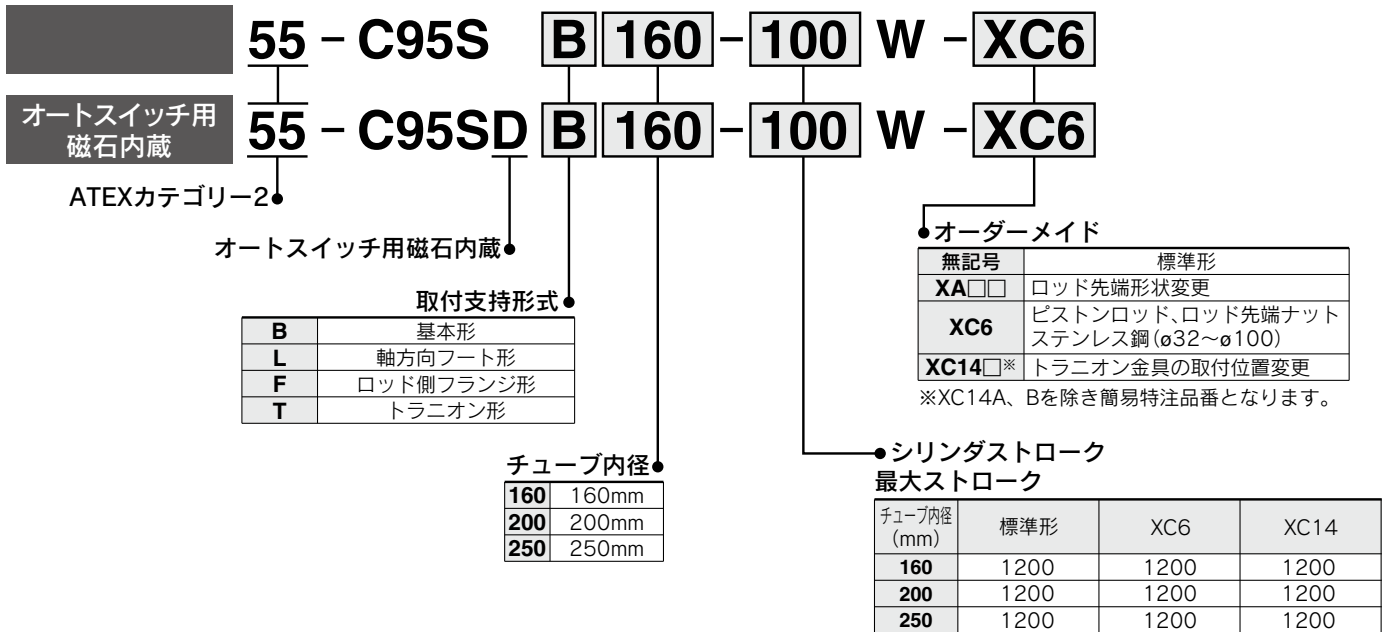 55 − C95S B 160 − 100 W − XC6
オートスイッチ用
磁石内蔵
55 − C95SD B 160 − 100 W − XC6
ATEXカテゴリー2
オートスイッチ用磁石内蔵
取付支持形式
B 基本形
L 軸方向フート形
F ロッド側フランジ形
T トラニオン形
チューブ内径
160 160mm
200 200mm
250 250mm
オーダーメイド
無記号 標準形
XA□□ ロッド先端形状変更
XC6 ピストンロッド、ロッド先端ナット
ステンレス鋼(ø32〜ø100)
XC14□※ トラニオン金具の取付位置変更
※XC14A、Bを除き簡易特注品番となります。
シリンダストローク
最大ストローク
チューブ内径
(mm) 標準形 XC6 XC14
160 1200 1200 1200
200 1200 1200 1200
250 1200 1200 1200